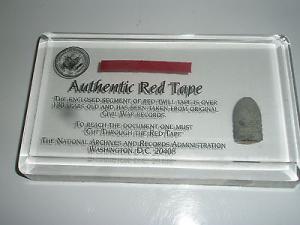 Authentic Red Tape
The enclosed segment of red twill tape is over
100 years old and has been taken from original
Civil War records.
To reach the document one must
"Cut Through the Red Tape"
The National Archives and Records Administration
Washington, D.C. 20408